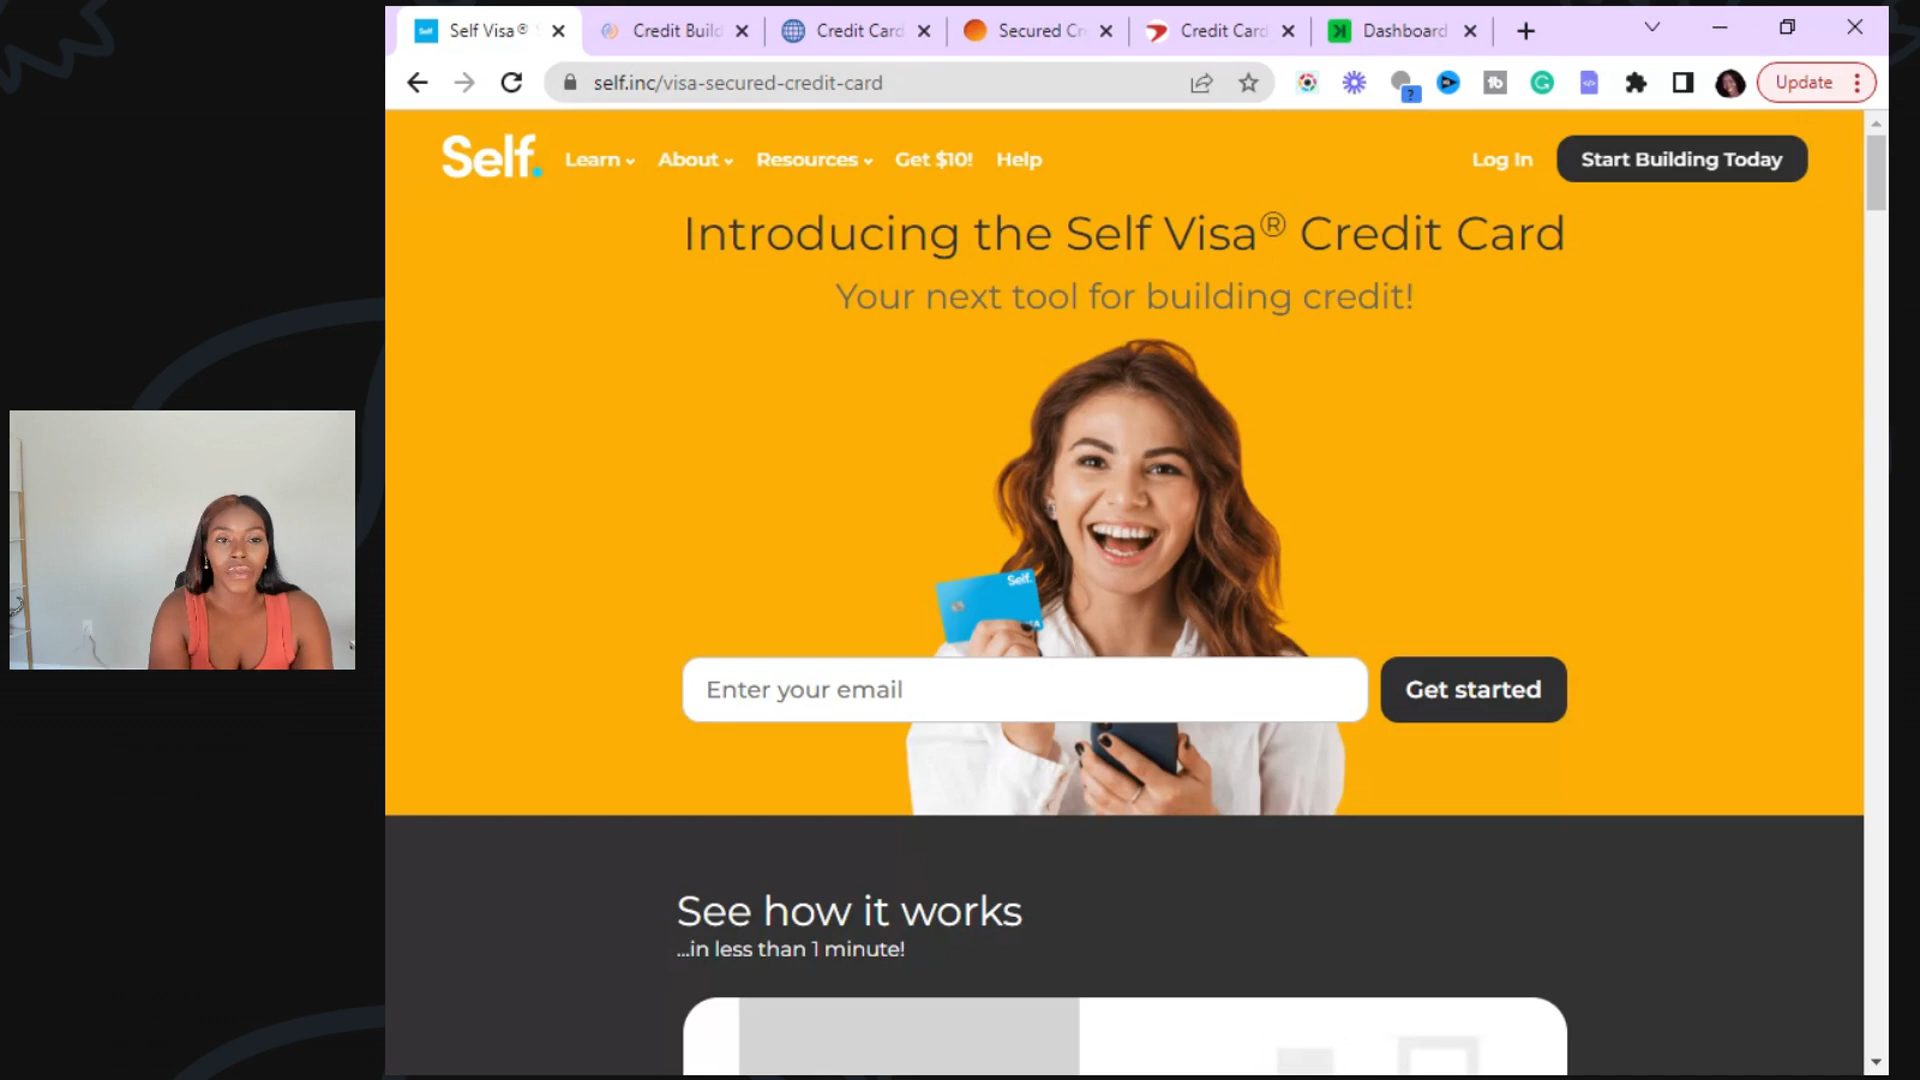 Self Visa®
Credit Build
Credit Card
Secured Cr
Credit Card
Dashboard
self.inc/visa-secured-credit-card
Update
Self.
Learn
About
Resources
Get $10!
Help
Log In
Start Building Today
Introducing the Self Visa® Credit Card
Your next tool for building credit!
Self.
Enter your email
Get started
See how it works
...in less than 1 minute!